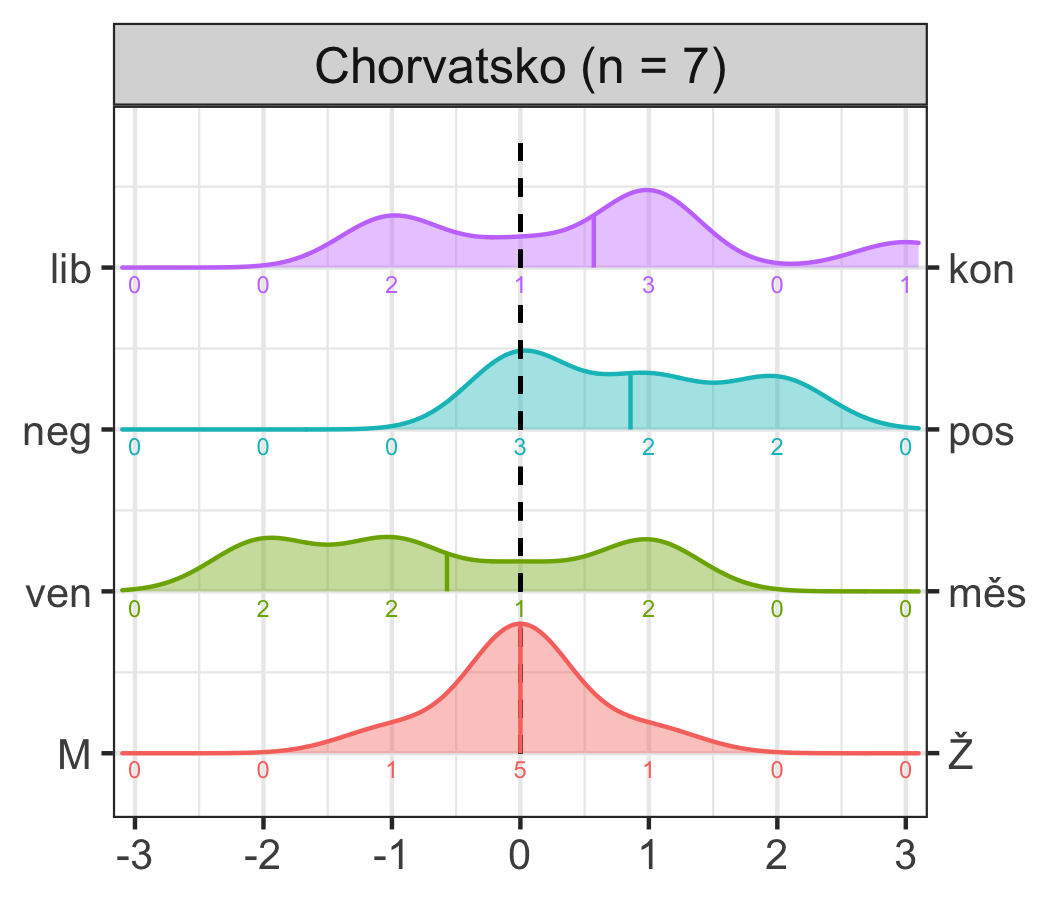 Chorvatsko (n = 7)
lib kon
0 0 2 1 3 0 1
neg pos
0 0 0 3 2 2 0
ven měs
0 2 2 1 2 0 0
M Ž
0 0 1 5 1 0 0
-3 -2 -1 0 1 2 3